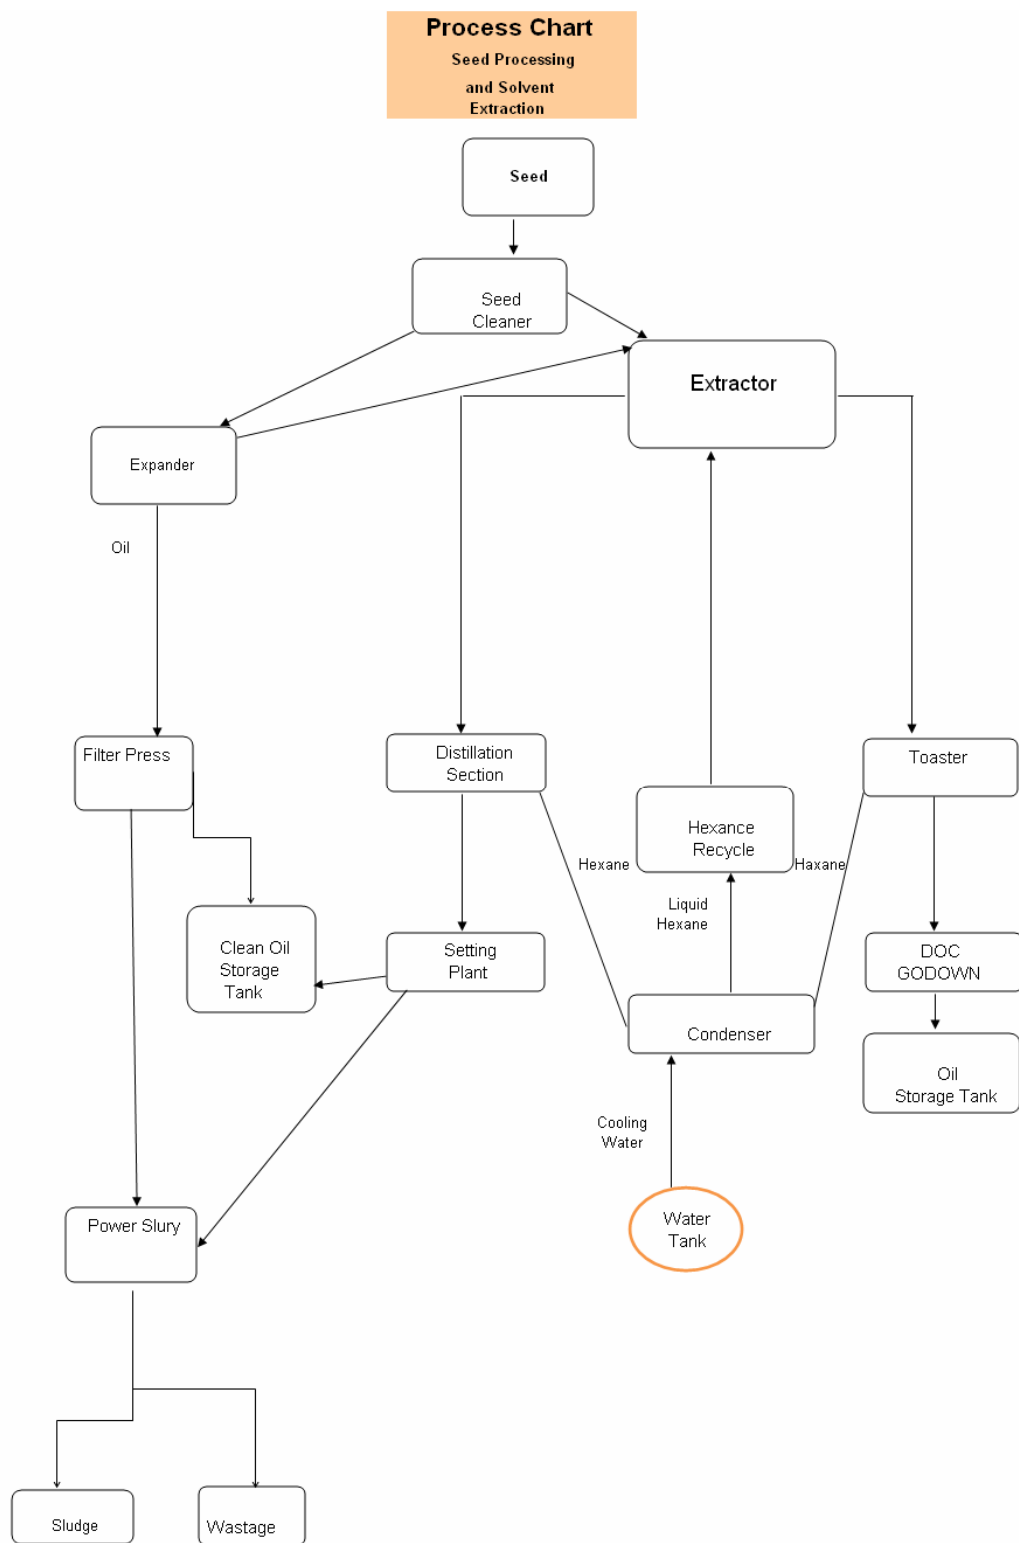 Process Chart
Seed Processing
and Solvent
Extraction
Seed
Seed
Cleaner
Extractor
Expander
Oil
Filter Press
Distillation
Section
Toaster
Hexance
Recycle
Hexane
Haxane
Liquid
Hexane
Clean Oil
Storage
Tank
Setting
Plant
DOC
GODOWN
Condenser
Oil
Storage Tank
Cooling
Water
Power Slury
Water
Tank
Sludge
Wastage